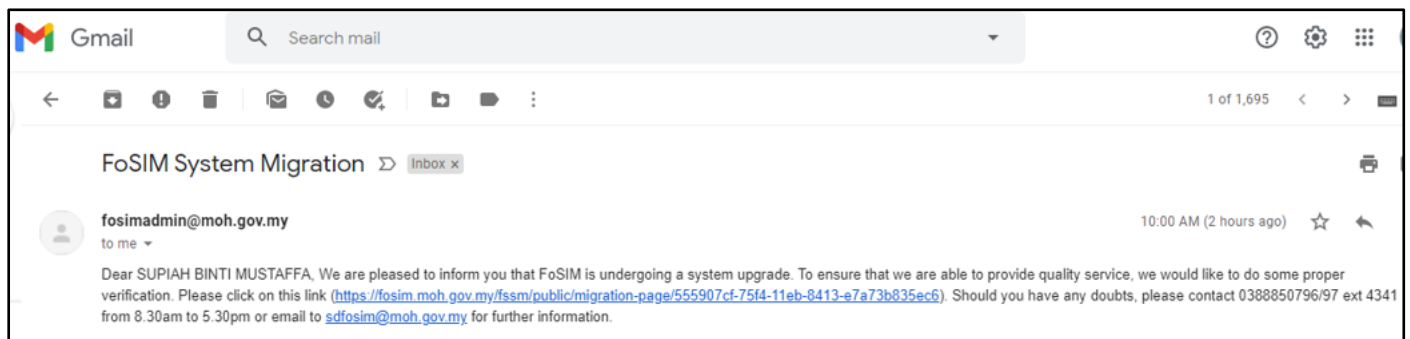 Gmail
Search mail
1 of 1,695
FoSIM System Migration Inbox x
fosimadmin@moh.gov.my 10:00 AM (2 hours ago)
to me
Dear SUPIAH BINTI MUSTAFFA, We are pleased to inform you that FoSIM is undergoing a system upgrade. To ensure that we are able to provide quality service, we would like to do some proper
verification. Please click on this link (https://fosim.moh.gov.my/fssm/public/migration-page/555907cf-75f4-11eb-8413-e7a73b835ec6). Should you have any doubts, please contact 0388850796/97 ext 4341
from 8.30am to 5.30pm or email to sdfosim@moh.gov.my for further information.